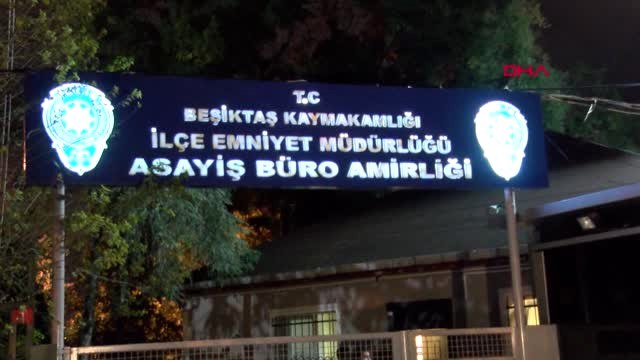 DHA
T.C
BEŞİKTAŞ KAYMAKAMLIĞI
İLÇE EMNİYET MÜDÜRLÜĞÜ
ASAYİŞ BÜRO AMİRLİĞİ